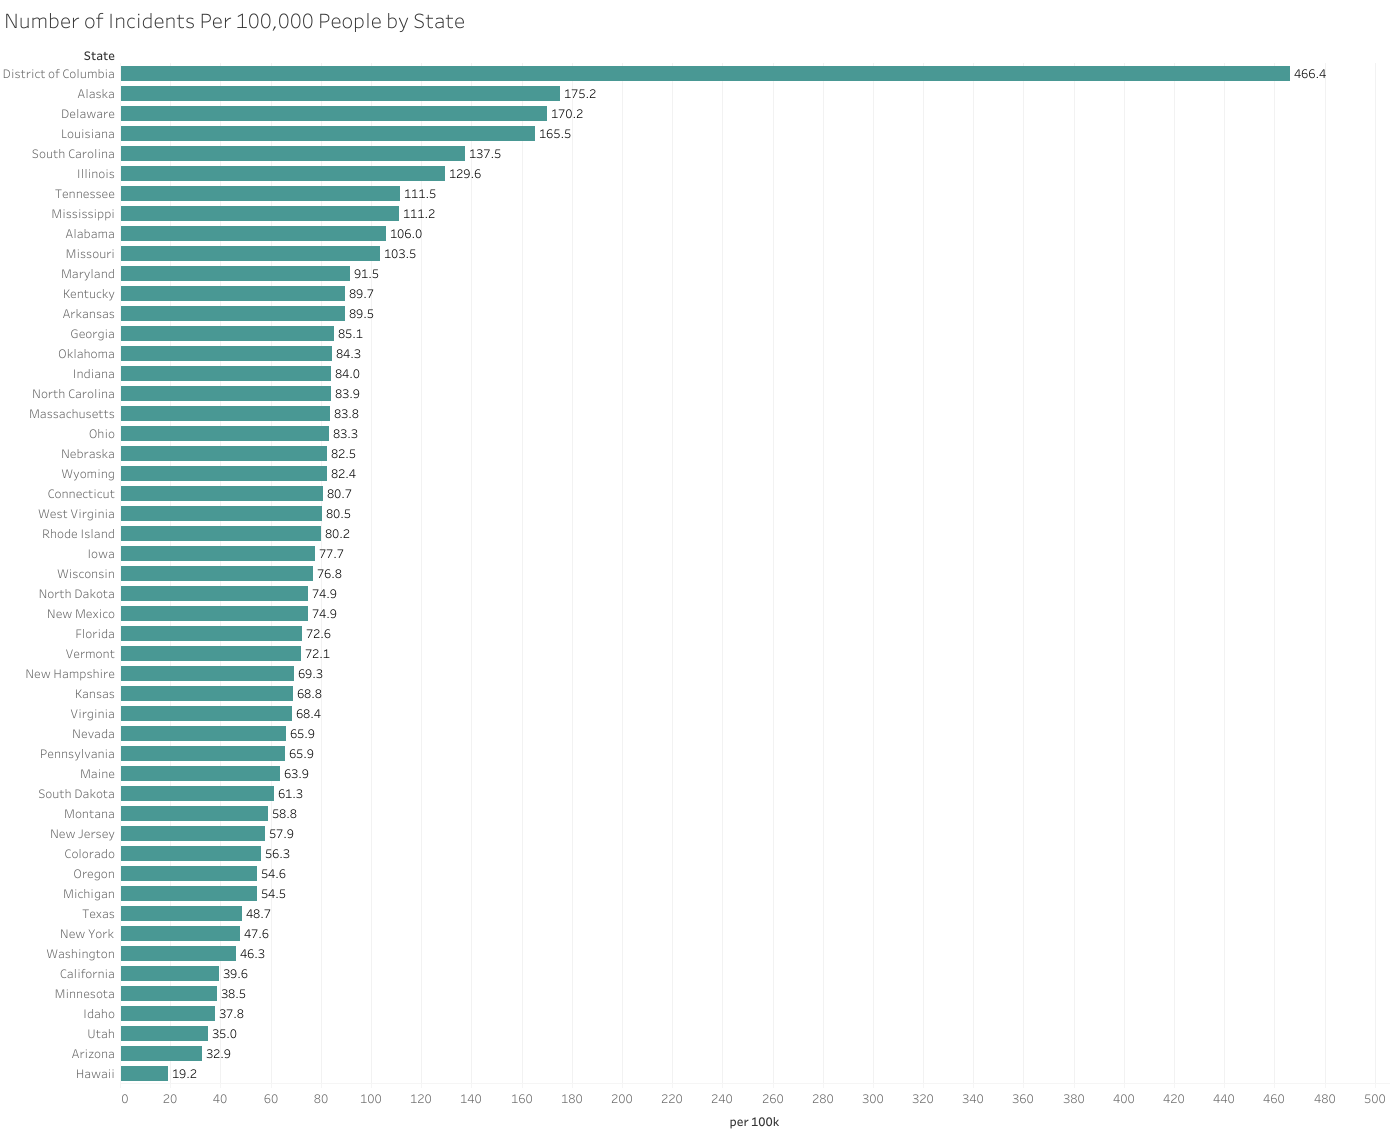 Number of Incidents Per 100,000 People by State
State
District of Columbia 466.4
Alaska 175.2
Delaware 170.2
Louisiana 165.5
South Carolina 137.5
Illinois 129.6
Tennessee 111.5
Mississippi 111.2
Alabama 106.0
Missouri 103.5
Maryland 91.5
Kentucky 89.7
Arkansas 89.5
Georgia 85.1
Oklahoma 84.3
Indiana 84.0
North Carolina 83.9
Massachusetts 83.8
Ohio 83.3
Nebraska 82.5
Wyoming 82.4
Connecticut 80.7
West Virginia 80.5
Rhode Island 80.2
Iowa 77.7
Wisconsin 76.8
North Dakota 74.9
New Mexico 74.9
Florida 72.6
Vermont 72.1
New Hampshire 69.3
Kansas 68.8
Virginia 68.4
Nevada 65.9
Pennsylvania 65.9
Maine 63.9
South Dakota 61.3
Montana 58.8
New Jersey 57.9
Colorado 56.3
Oregon 54.6
Michigan 54.5
Texas 48.7
New York 47.6
Washington 46.3
California 39.6
Minnesota 38.5
Idaho 37.8
Utah 35.0
Arizona 32.9
Hawaii 19.2
0 20 40 60 80 100 120 140 160 180 200 220 240 260 280 300 320 340 360 380 400 420 440 460 480 500
per 100k